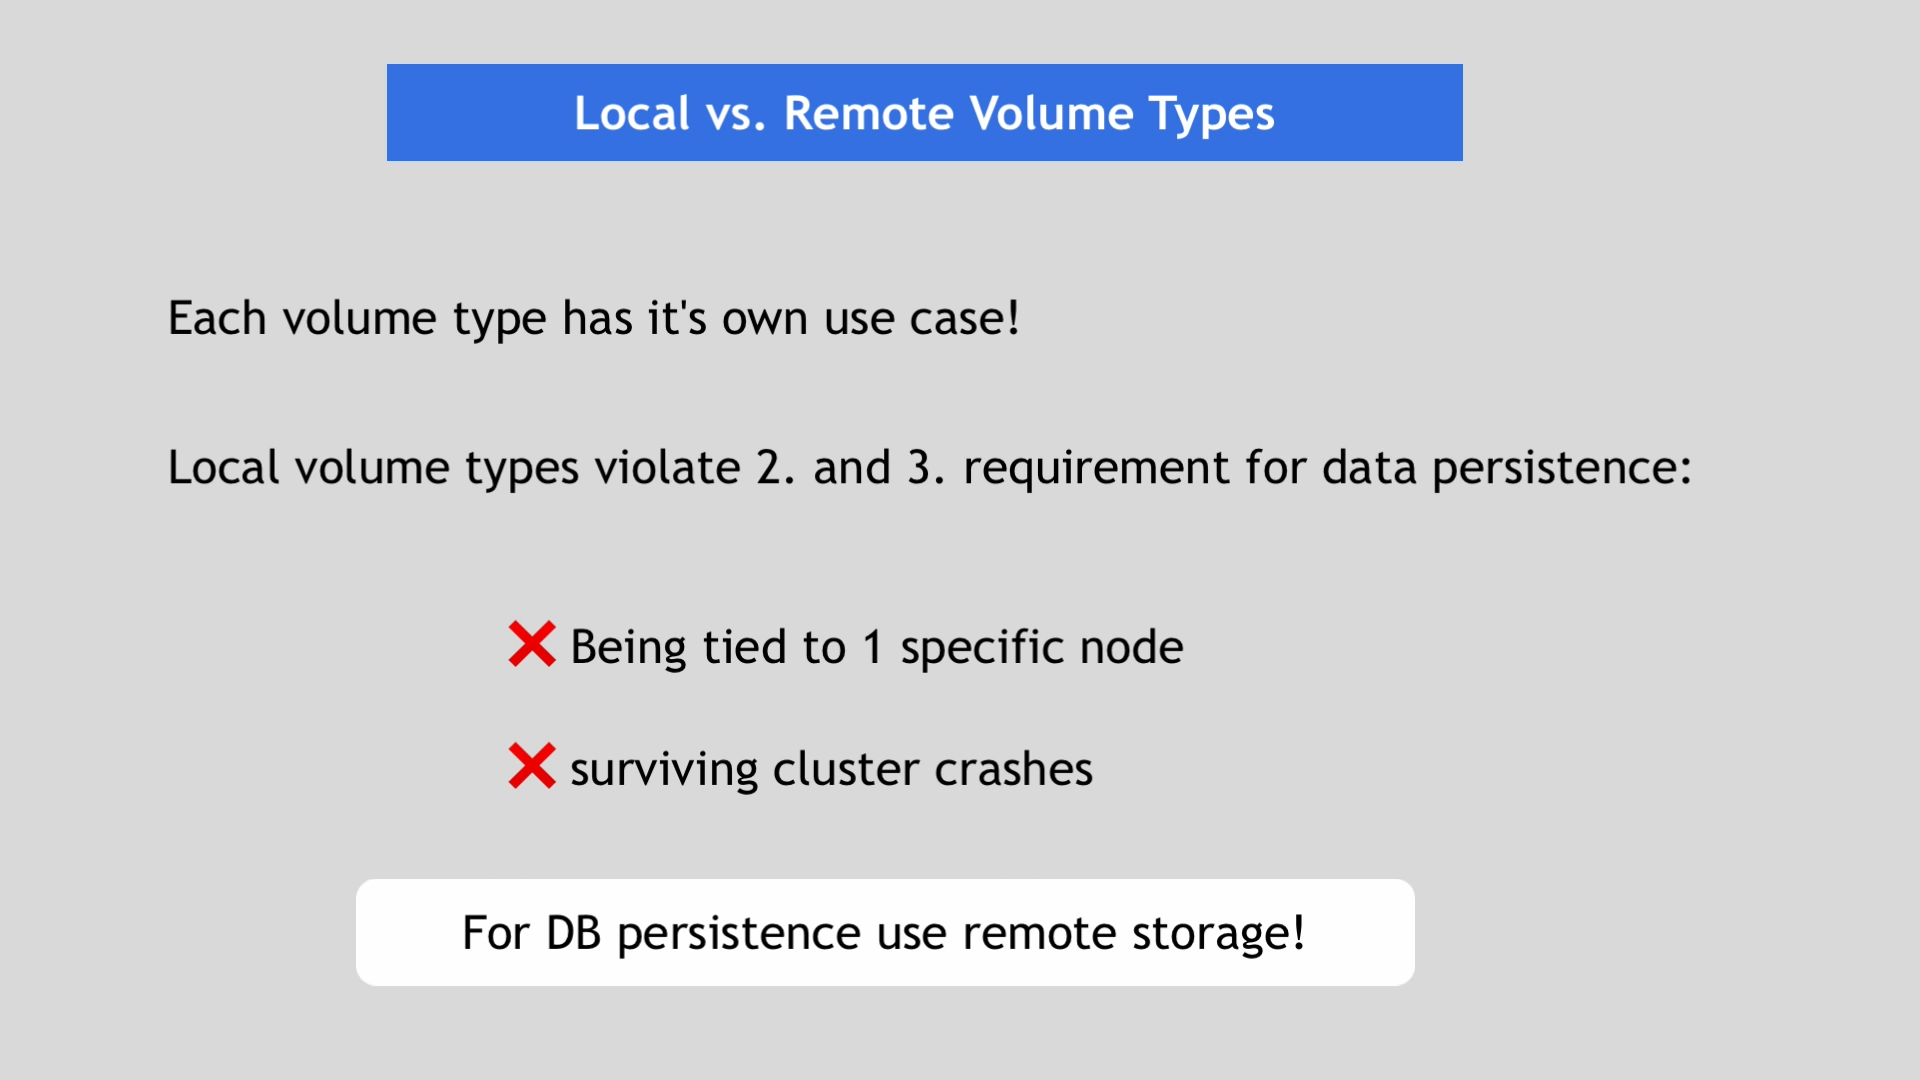 Local vs. Remote Volume Types
Each volume type has it's own use case!
Local volume types violate 2. and 3. requirement for data persistence:
Being tied to 1 specific node
surviving cluster crashes
For DB persistence use remote storage!